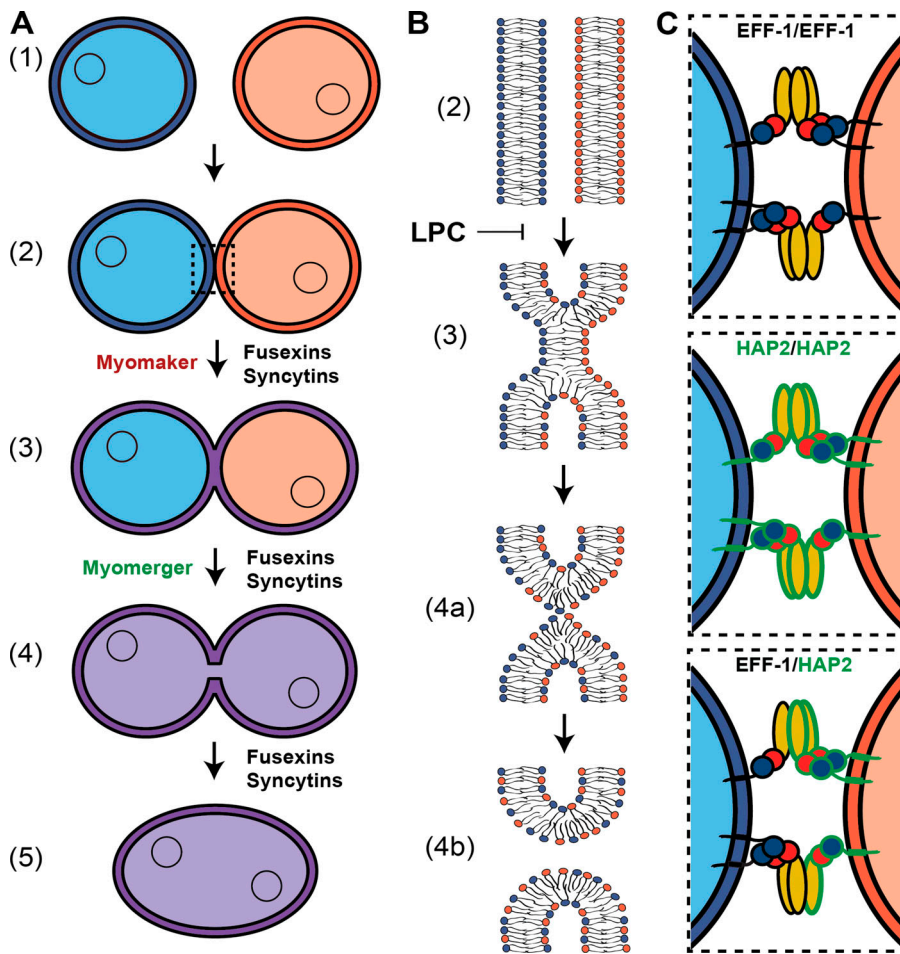 A
(1)
(2)
Myomaker
Fusexins
Syncytins
(3)
Myomerger
Fusexins
Syncytins
(4)
Fusexins
Syncytins
(5)
B
(2)
LPC
(3)
(4a)
(4b)
C
EFF-1/EFF-1
HAP2/HAP2
EFF-1/HAP2